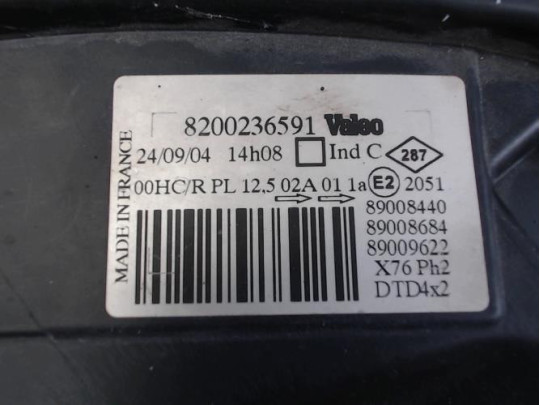 8200236591 Valeo
24/09/04 14h08 Ind C 287
00HC/R PL 12,5 02A 01 1a E2 2051
89008440
89008684
89009622
X76 Ph2
DTD4x2
MADE IN FRANCE